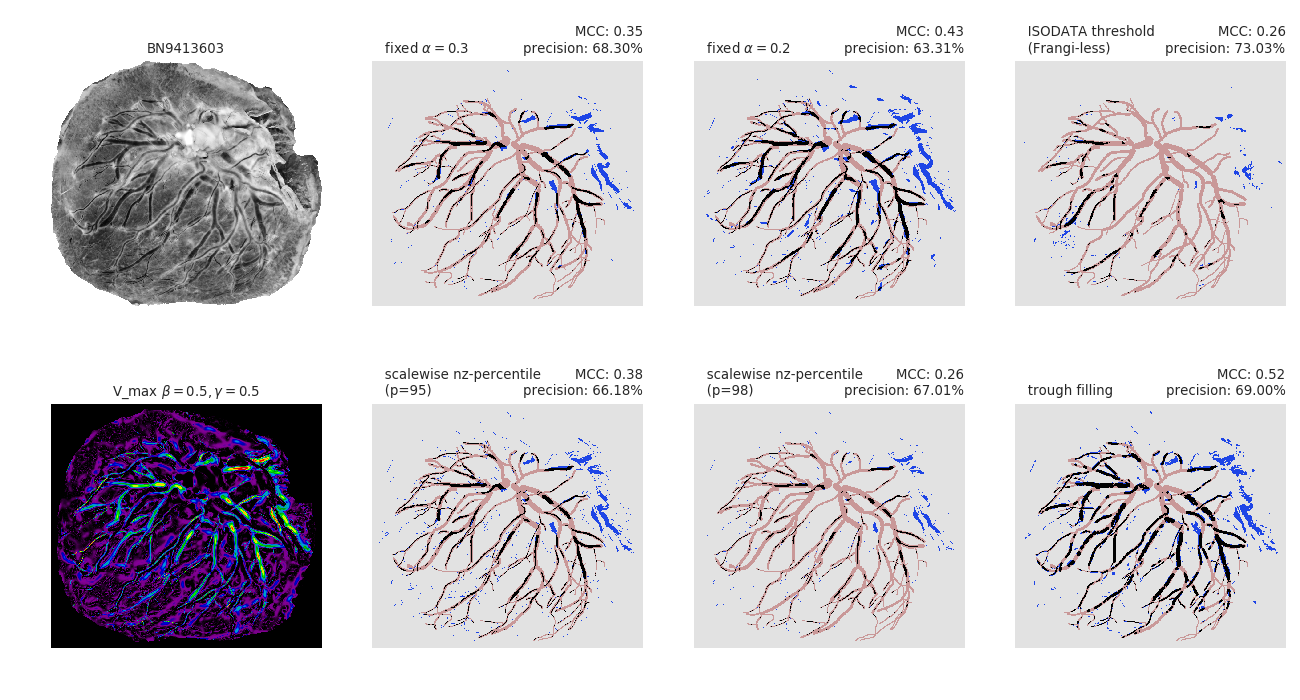 BN9413603
fixed α = 0.3
MCC: 0.35
precision: 68.30%
fixed α = 0.2
MCC: 0.43
precision: 63.31%
ISODATA threshold
(Frangi-less)
MCC: 0.26
precision: 73.03%
V_max β = 0.5, γ = 0.5
scalewise nz-percentile
(p=95)
MCC: 0.38
precision: 66.18%
scalewise nz-percentile
(p=98)
MCC: 0.26
precision: 67.01%
trough filling
MCC: 0.52
precision: 69.00%